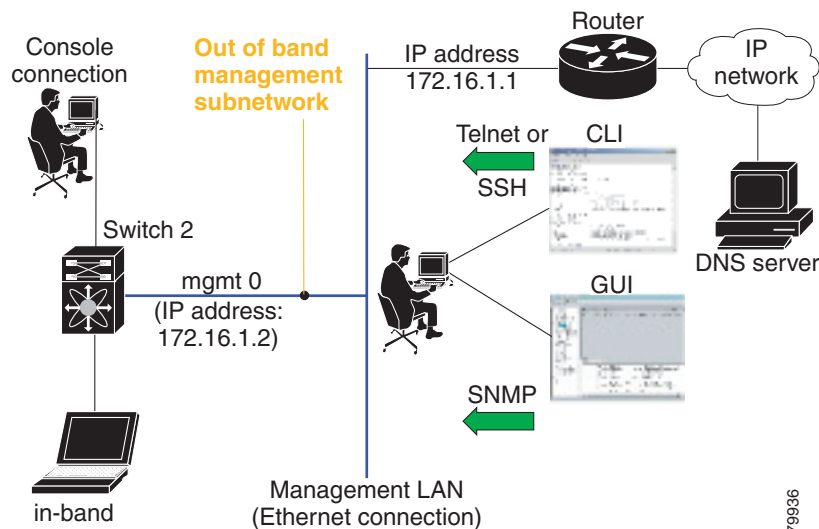 Console
connection
Out of band
management
subnetwork
IP address
172.16.1.1
Router
IP
network
Telnet or
SSH
CLI
DNS server
Switch 2
mgmt 0
(IP address:
172.16.1.2)
GUI
SNMP
in-band
Management LAN
(Ethernet connection)
79936